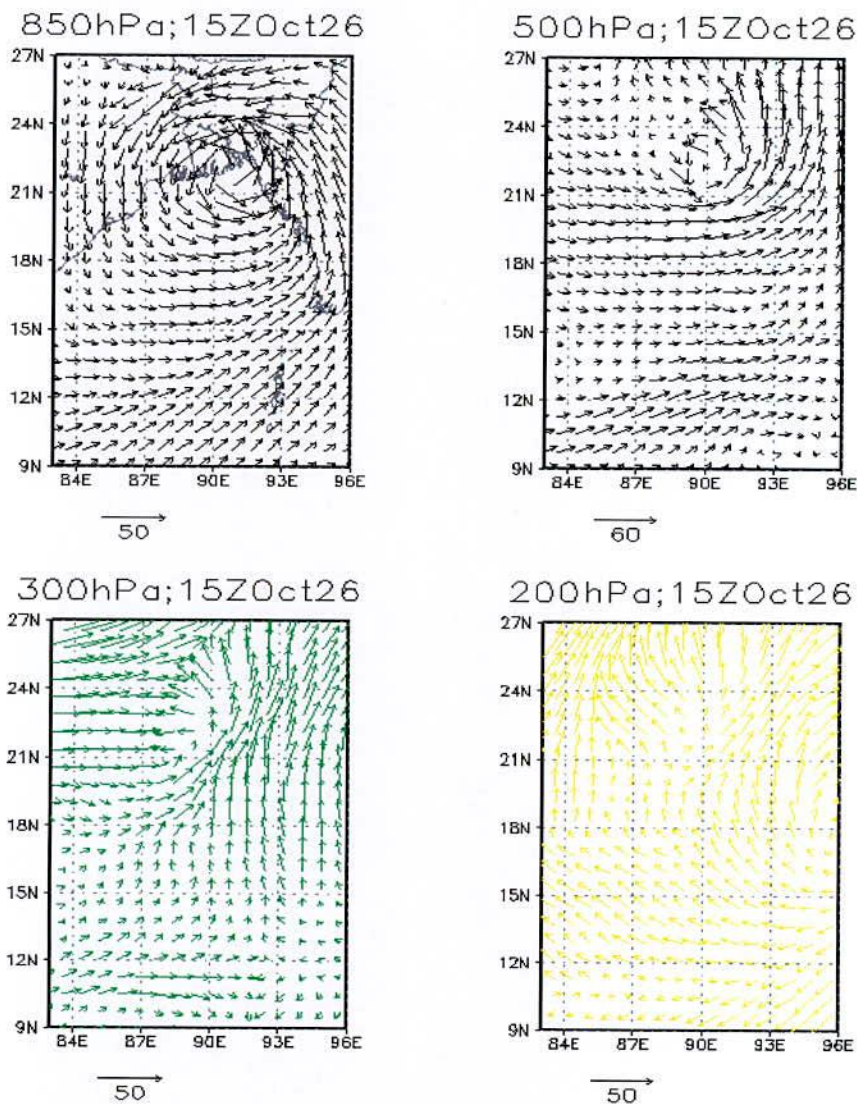 850hPa;15ZOct26
27N
24N
21N
18N
15N
12N
9N
84E 87E 90E 93E 96E
50
500hPa;15ZOct26
27N
24N
21N
18N
15N
12N
9N
84E 87E 90E 93E 96E
60
300hPa;15ZOct26
27N
24N
21N
18N
15N
12N
9N
84E 87E 90E 93E 96E
50
200hPa;15ZOct26
27N
24N
21N
18N
15N
12N
9N
84E 87E 90E 93E 96E
50